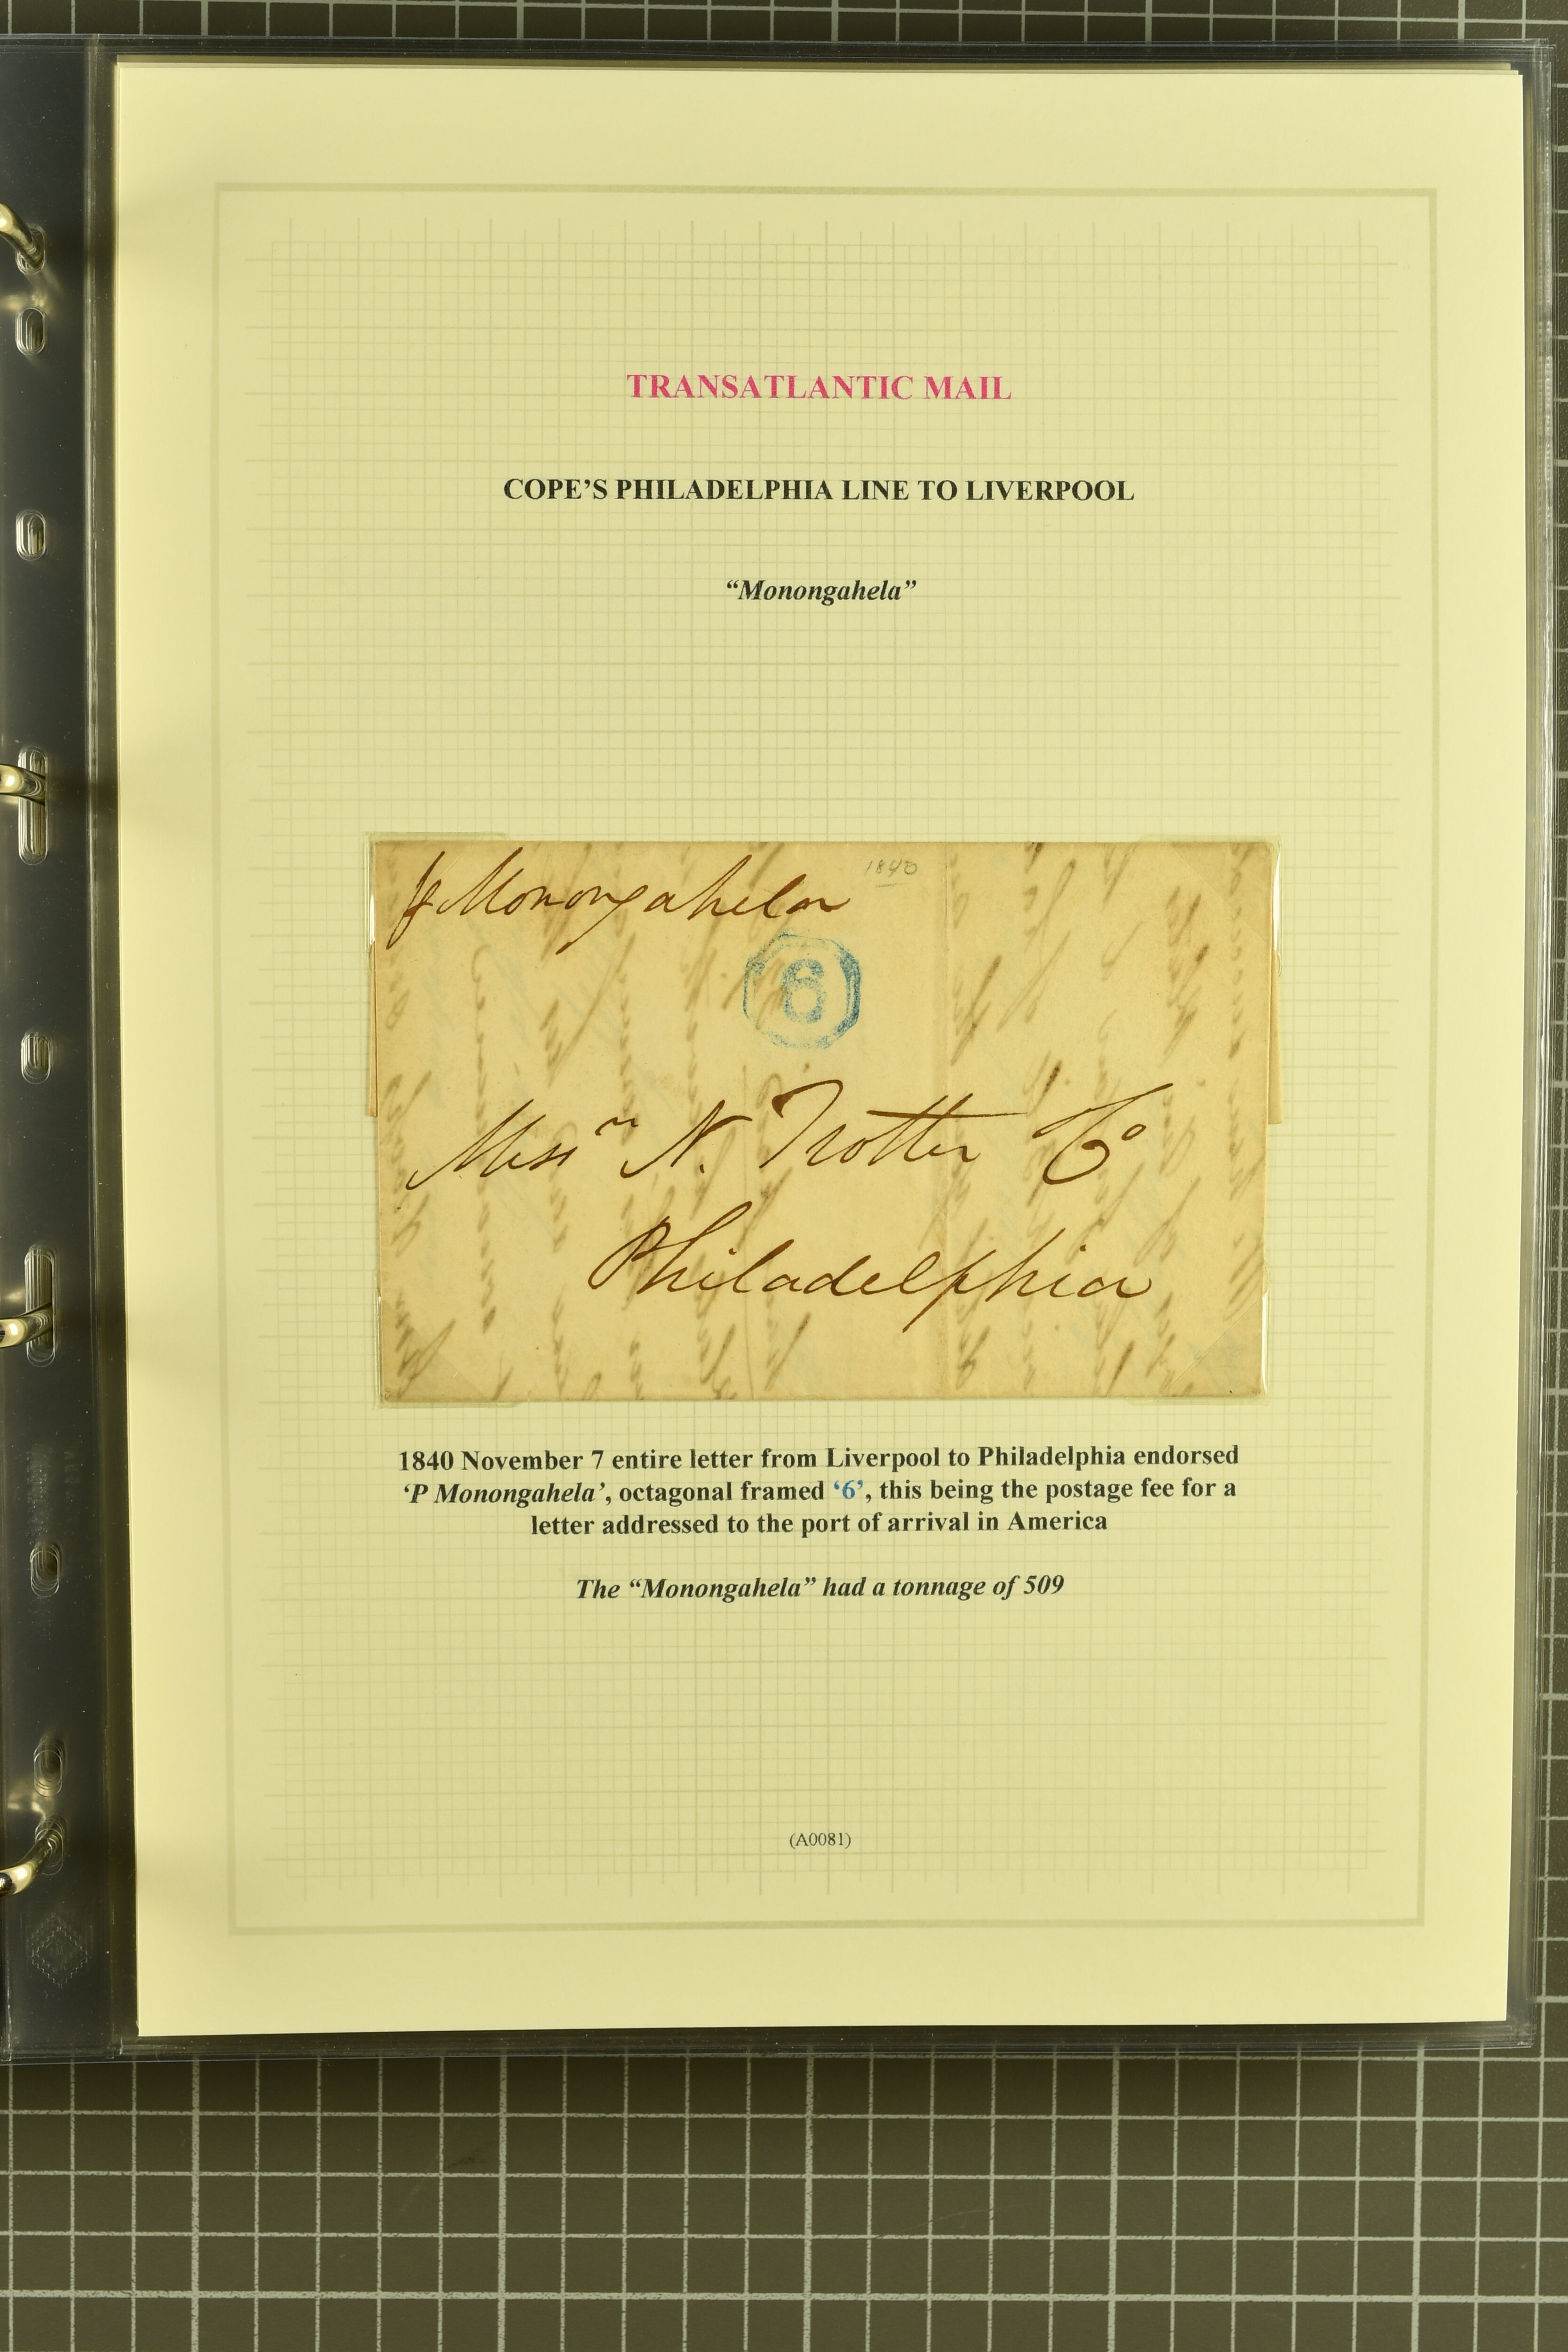 TRANSATLANTIC MAIL
COPE’S PHILADELPHIA LINE TO LIVERPOOL
“Monongahela”
1840
P Monongahela
6
Messrs N. Trotter Co
Philadelphia
1840 November 7 entire letter from Liverpool to Philadelphia endorsed
‘P Monongahela’, octagonal framed ‘6’, this being the postage fee for a
letter addressed to the port of arrival in America
The “Monongahela” had a tonnage of 509
(A0081)